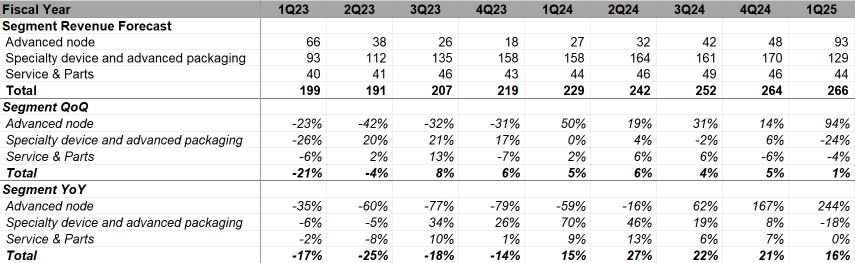 Fiscal Year 1Q23 2Q23 3Q23 4Q23 1Q24 2Q24 3Q24 4Q24 1Q25
Segment Revenue Forecast
Advanced node 66 38 26 18 27 32 42 48 93
Specialty device and advanced packaging 93 112 135 158 158 164 161 170 129
Service & Parts 40 41 46 43 44 46 49 46 44
Total 199 191 207 219 229 242 252 264 266
Segment QoQ
Advanced node -23% -42% -32% -31% 50% 19% 31% 14% 94%
Specialty device and advanced packaging -26% 20% 21% 17% 0% 4% -2% 6% -24%
Service & Parts -6% 2% 13% -7% 2% 6% 6% -6% -4%
Total -21% -4% 8% 6% 5% 6% 4% 5% 1%
Segment YoY
Advanced node -35% -60% -77% -79% -59% -16% 62% 167% 244%
Specialty device and advanced packaging -6% -5% 34% 26% 70% 46% 19% 8% -18%
Service & Parts -2% -8% 10% 1% 9% 13% 6% 7% 0%
Total -17% -25% -18% -14% 15% 27% 22% 21% 16%